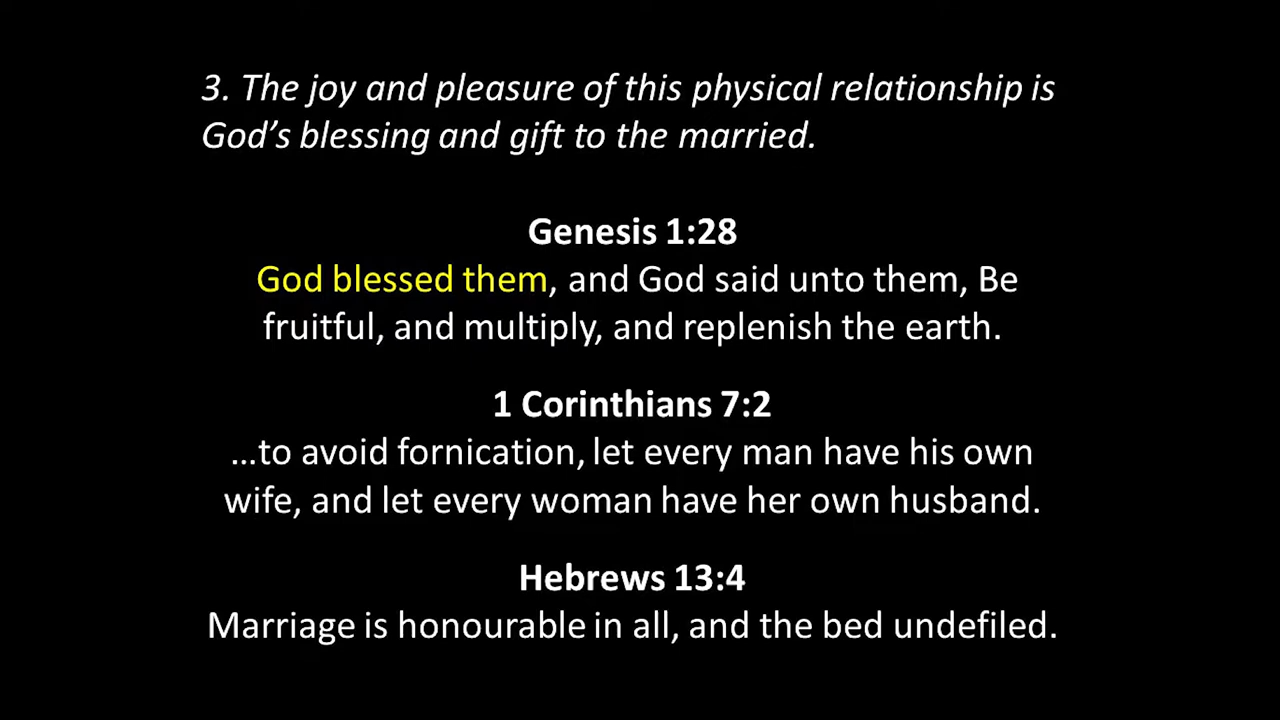 3. The joy and pleasure of this physical relationship is
God’s blessing and gift to the married.
Genesis 1:28
God blessed them, and God said unto them, Be
fruitful, and multiply, and replenish the earth.
1 Corinthians 7:2
…to avoid fornication, let every man have his own
wife, and let every woman have her own husband.
Hebrews 13:4
Marriage is honourable in all, and the bed undefiled.